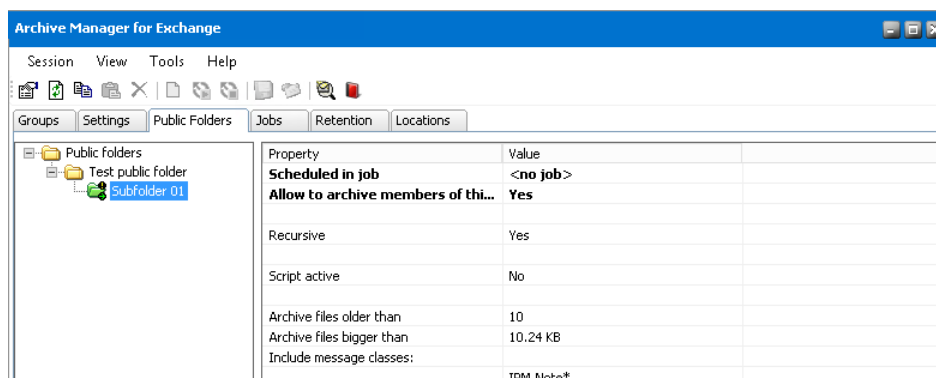 Archive Manager for Exchange
Session View Tools Help
Groups Settings Public Folders Jobs Retention Locations
Public folders
Test public folder
Subfolder 01
Property Value
Scheduled in job <no job>
Allow to archive members of thi... Yes
Recursive Yes
Script active No
Archive files older than 10
Archive files bigger than 10.24 KB
Include message classes:
IPM.Note*